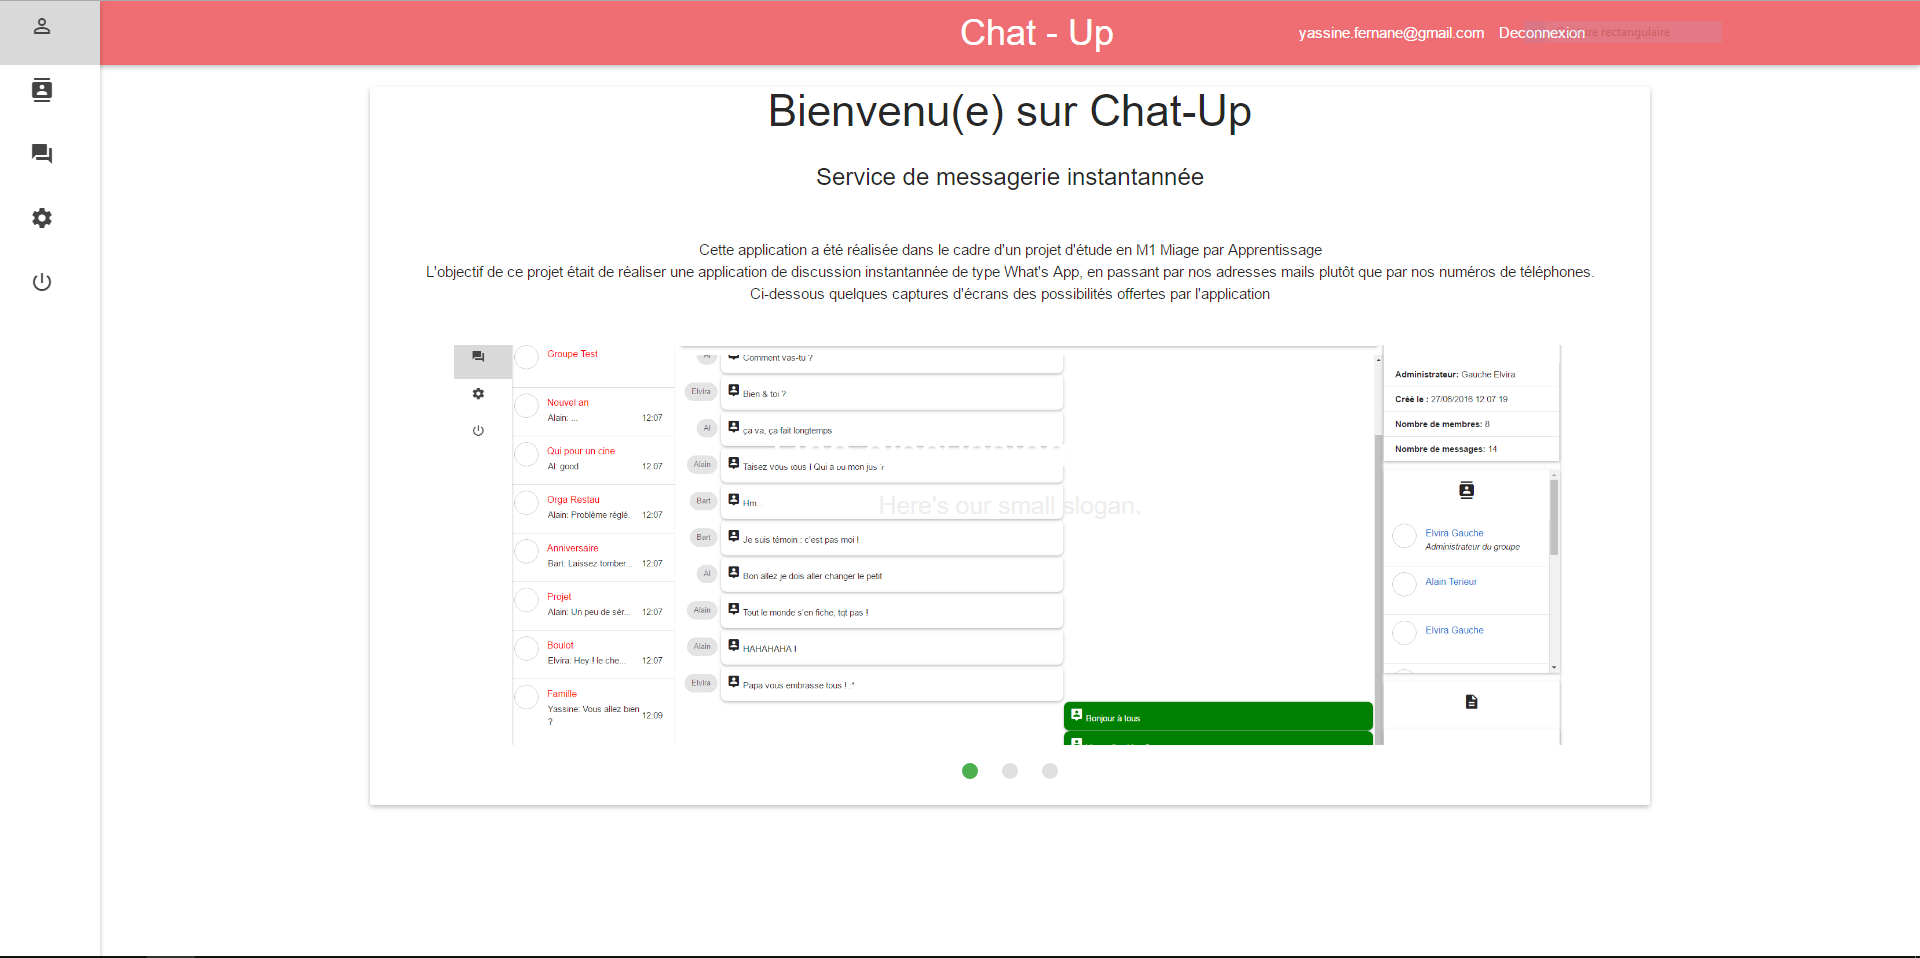 Chat - Up
yassine.fernane@gmail.com Deconnexion
re rectangulaire
Bienvenu(e) sur Chat-Up
Service de messagerie instantannée
Cette application a été réalisée dans le cadre d'un projet d'étude en M1 Miage par Apprentissage
L'objectif de ce projet était de réaliser une application de discussion instantannée de type What's App, en passant par nos adresses mails plutôt que par nos numéros de téléphones.
Ci-dessous quelques captures d'écrans des possibilités offertes par l'application
Groupe Test
Nouvel an
Alain: ... 12:07
Qui pour un cine
Al: good 12:07
Orga Restau
Alain: Problème réglé. 12:07
Anniversaire
Bart: Laissez tomber... 12:07
Projet
Alain: Un peu de sér... 12:07
Boulot
Elvira: Hey ! le che... 12:07
Famille
Yassine: Vous allez bien
? 12:09
Al Comment vas-tu ?
Elvira Bien & toi ?
Al ça va, ça fait longtemps
Alain Taisez vous tous ! Qui a bu mon jus ?
Bart Hm...
Here's our small slogan.
Bart Je suis témoin : c'est pas moi !
Al Bon allez je dois aller changer le petit
Alain Tout le monde s'en fiche, tqt pas !
Alain HAHAHAHA !
Elvira Papa vous embrasse tous ! .*
Bonjour à tous
Administrateur: Gauche Elvira
Créé le : 27/06/2016 12:07:19
Nombre de membres: 8
Nombre de messages: 14
Elvira Gauche
Administrateur du groupe
Alain Terieur
Elvira Gauche